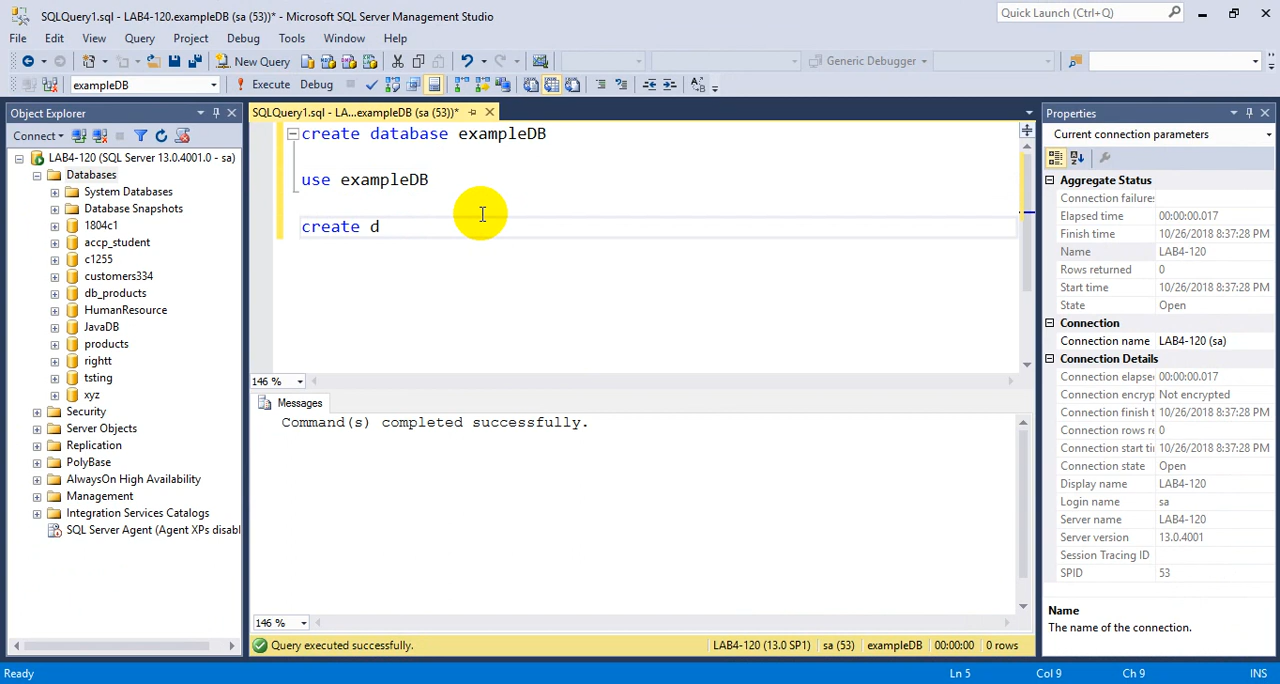 SQLQuery1.sql - LAB4-120.exampleDB (sa (53))* - Microsoft SQL Server Management Studio
Quick Launch (Ctrl+Q)
File Edit View Query Project Debug Tools Window Help
New Query
Generic Debugger
exampleDB
Execute Debug
Object Explorer
Connect
LAB4-120 (SQL Server 13.0.4001.0 - sa)
Databases
System Databases
Database Snapshots
1804c1
accp_student
c1255
customers334
db_products
HumanResource
JavaDB
products
rightt
tsting
xyz
Security
Server Objects
Replication
PolyBase
AlwaysOn High Availability
Management
Integration Services Catalogs
SQL Server Agent (Agent XPs disabl
SQLQuery1.sql - LA...exampleDB (sa (53))*
create database exampleDB
use exampleDB
create d
146 %
Messages
Command(s) completed successfully.
146 %
Query executed successfully.
LAB4-120 (13.0 SP1) sa (53) exampleDB 00:00:00 0 rows
Properties
Current connection parameters
Aggregate Status
Connection failures
Elapsed time 00:00:00.017
Finish time 10/26/2018 8:37:28 PM
Name LAB4-120
Rows returned 0
Start time 10/26/2018 8:37:28 PM
State Open
Connection
Connection name LAB4-120 (sa)
Connection Details
Connection elapse 00:00:00.017
Connection encryp Not encrypted
Connection finish t 10/26/2018 8:37:28 PM
Connection rows re 0
Connection start ti 10/26/2018 8:37:28 PM
Connection state Open
Display name LAB4-120
Login name sa
Server name LAB4-120
Server version 13.0.4001
Session Tracing ID
SPID 53
Name
The name of the connection.
Ready
Ln 5 Col 9 Ch 9 INS